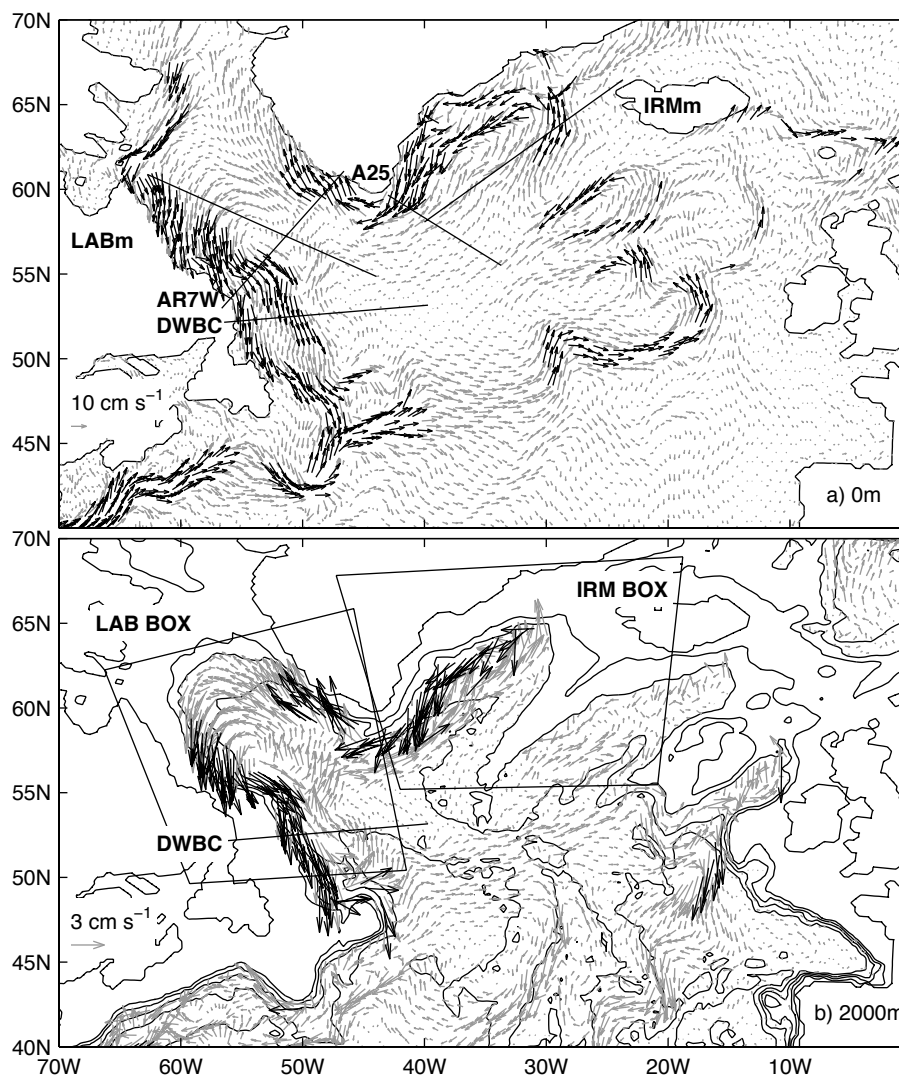 70N
65N
IRMm
60N
A25
LABm
55N
AR7W
DWBC
50N
10 cm s⁻¹
45N
a) 0m
70N
IRM BOX
65N
LAB BOX
60N
55N
DWBC
50N
3 cm s⁻¹
45N
b) 2000m
40N
70W 60W 50W 40W 30W 20W 10W